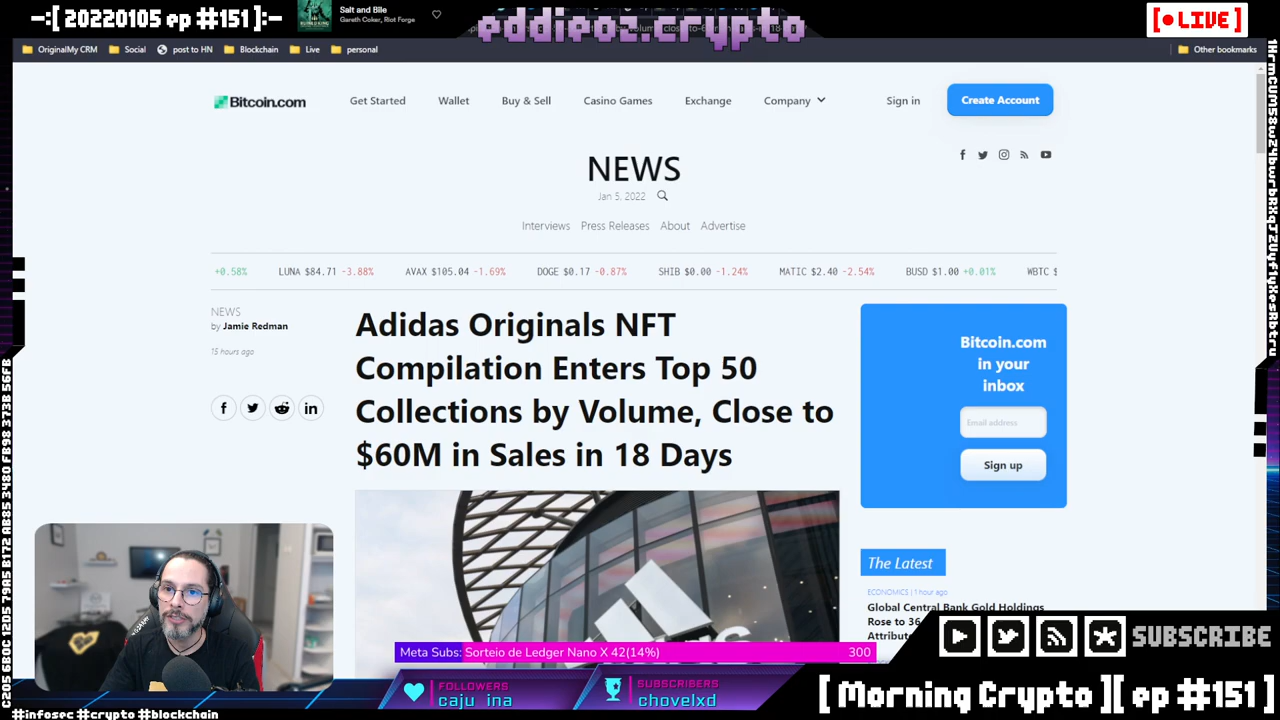 -:[ 20220105 ep #151 ]:-
Salt and Bile
Gareth Coker, Riot Forge
eddieoz.crypto
[● LIVE]
OriginalMy CRM
Social
post to HN
Blockchain
Live
personal
Other bookmarks
Bitcoin.com
Get Started
Wallet
Buy & Sell
Casino Games
Exchange
Company
Sign in
Create Account
NEWS
Jan 5, 2022
Interviews Press Releases About Advertise
+0.58% LUNA $84.71 -3.88% AVAX $105.04 -1.69% DOGE $0.17 -0.87% SHIB $0.00 -1.24% MATIC $2.40 -2.54% BUSD $1.00 +0.01% WBTC $
NEWS
by Jamie Redman
15 hours ago
Adidas Originals NFT
Compilation Enters Top 50
Collections by Volume, Close to
$60M in Sales in 18 Days
Bitcoin.com
in your
inbox
Email address
Sign up
The Latest
ECONOMICS | 1 hour ago
Global Central Bank Gold Holdings
Rose to 36
Attribute
Meta Subs: Sorteio de Ledger Nano X 42(14%) 300
FOLLOWERS
caju_ina
SUBSCRIBERS
chovelxd
SUBSCRIBE
[ Morning Crypto ][ ep #151 ]
#infosec #crypto #blockchain